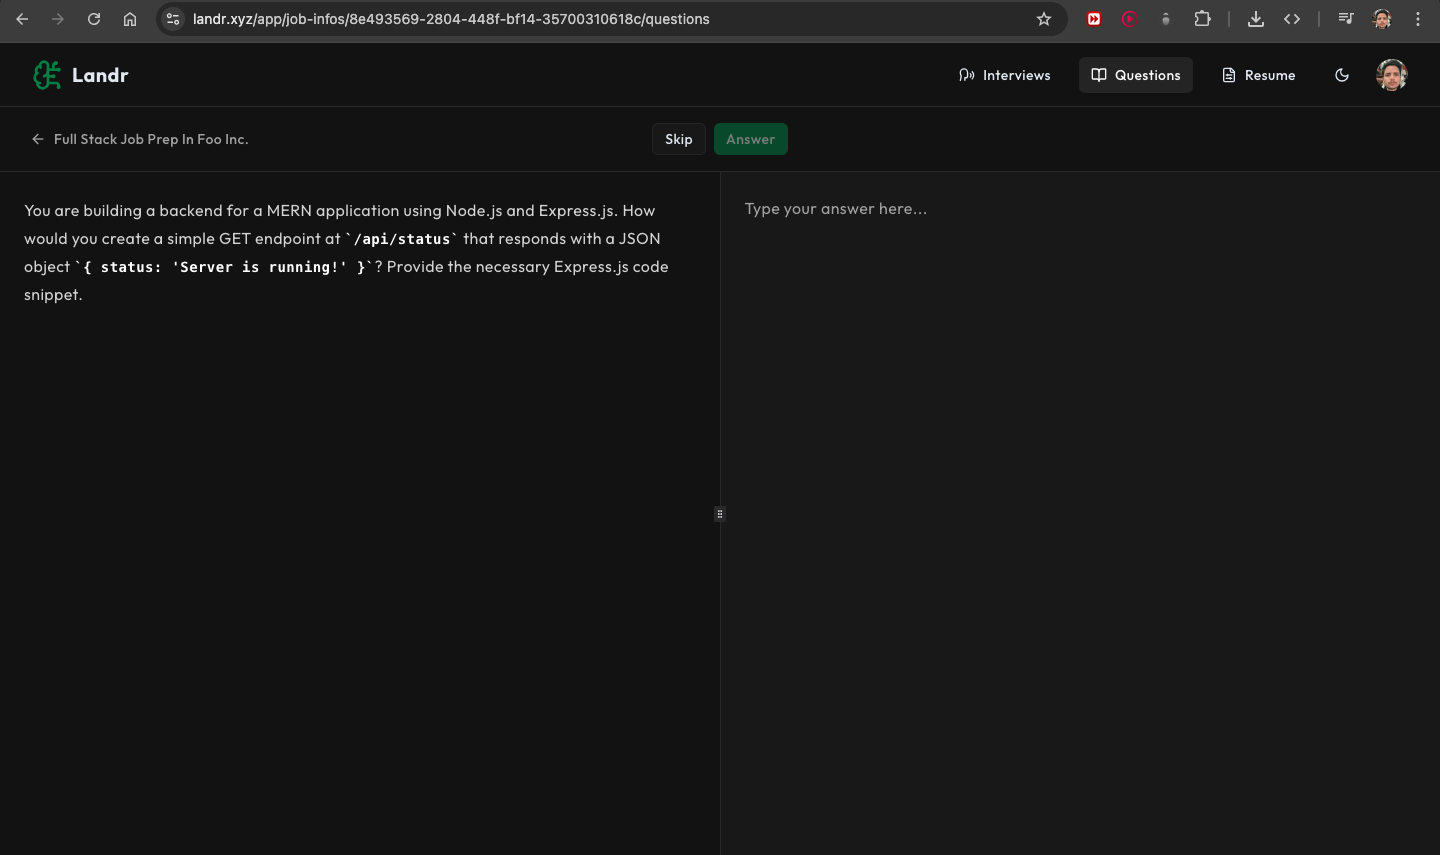 landr.xyz/app/job-infos/8e493569-2804-448f-bf14-35700310618c/questions
Landr
Interviews
Questions
Resume
Full Stack Job Prep In Foo Inc.
Skip
Answer
You are building a backend for a MERN application using Node.js and Express.js. How
would you create a simple GET endpoint at `/api/status` that responds with a JSON
object `{ status: 'Server is running!' }`? Provide the necessary Express.js code
snippet.
Type your answer here...